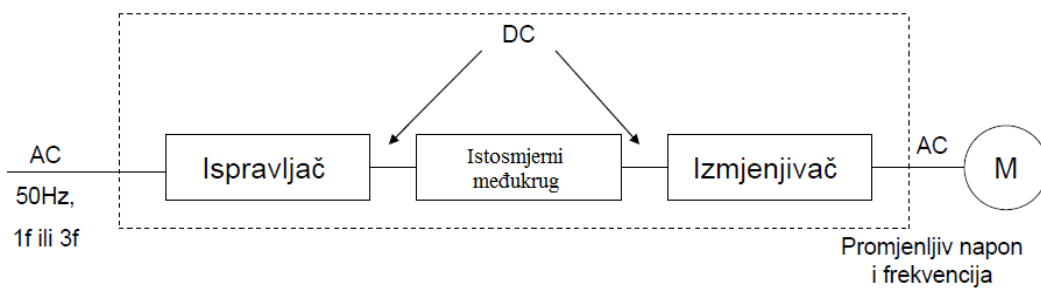 DC
AC
50Hz,
1f ili 3f
Ispravljač
Istosmjerni
međukrug
Izmjenjivač
AC
M
Promjenljiv napon
i frekvencija